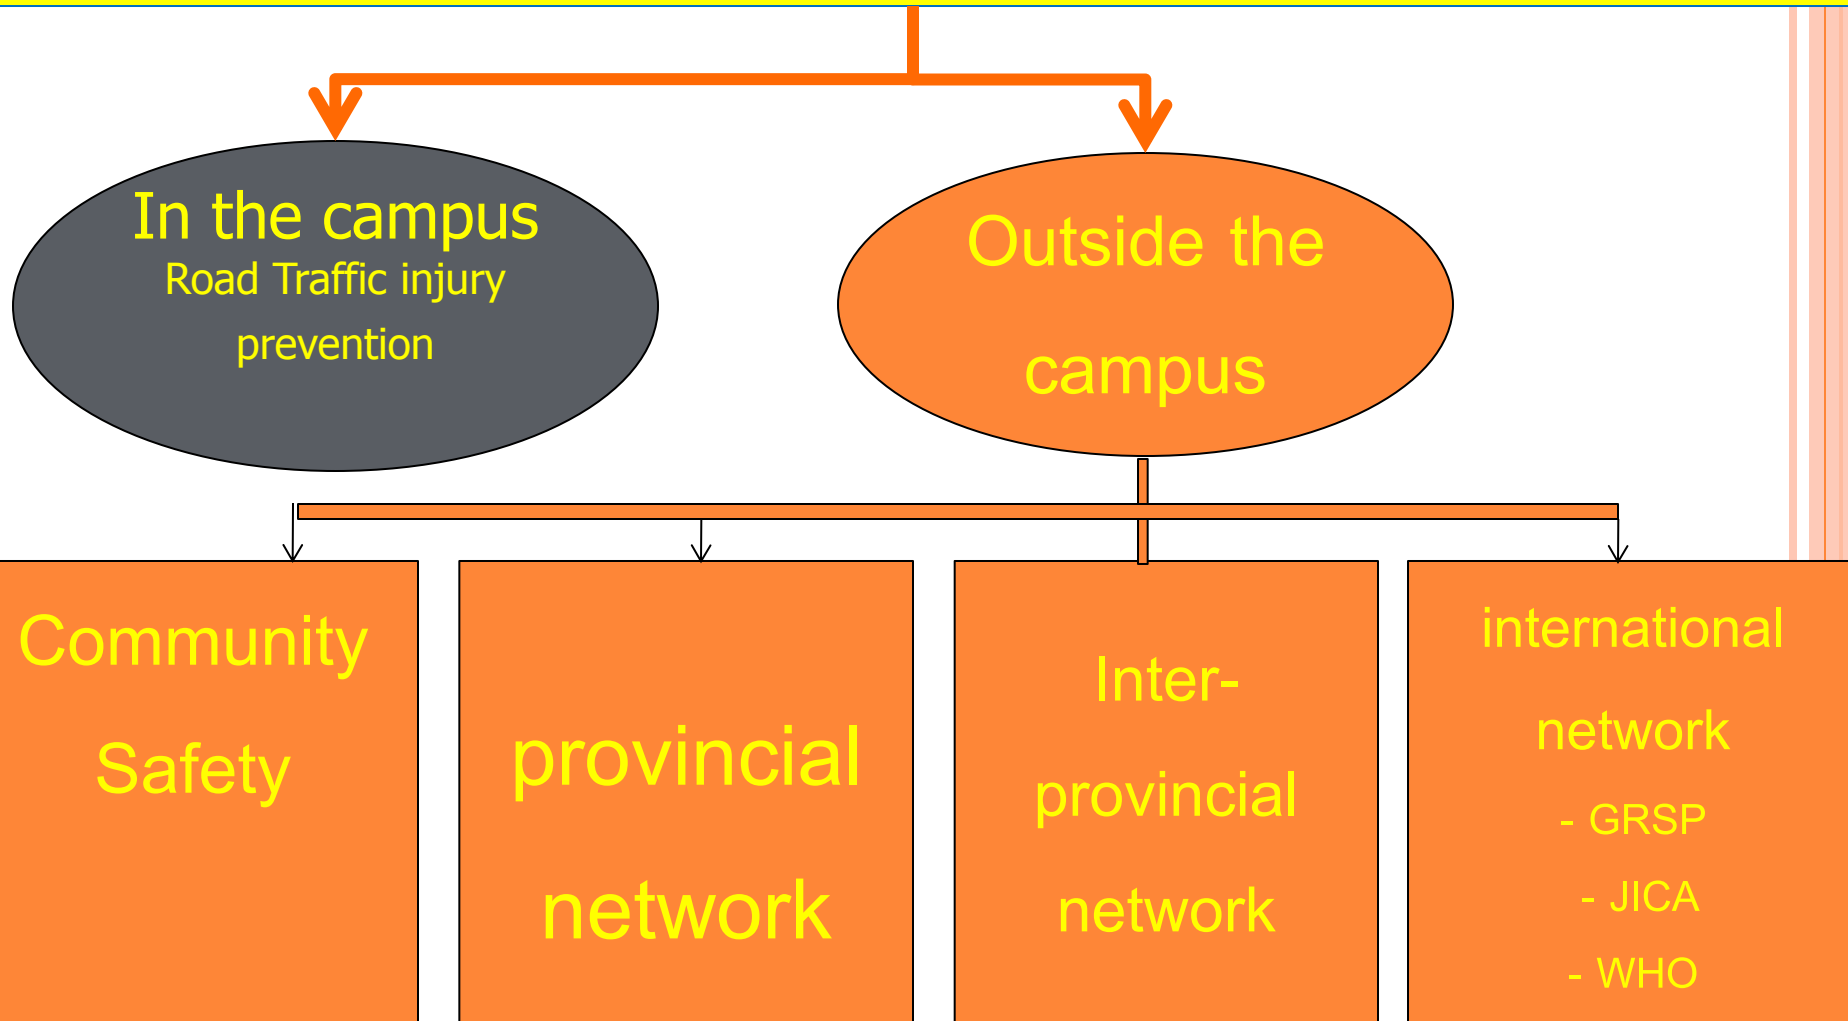 In the campus
Road Traffic injury
prevention
Outside the
campus
Community
Safety
provincial
network
Inter-
provincial
network
international
network
- GRSP
- JICA
- WHO